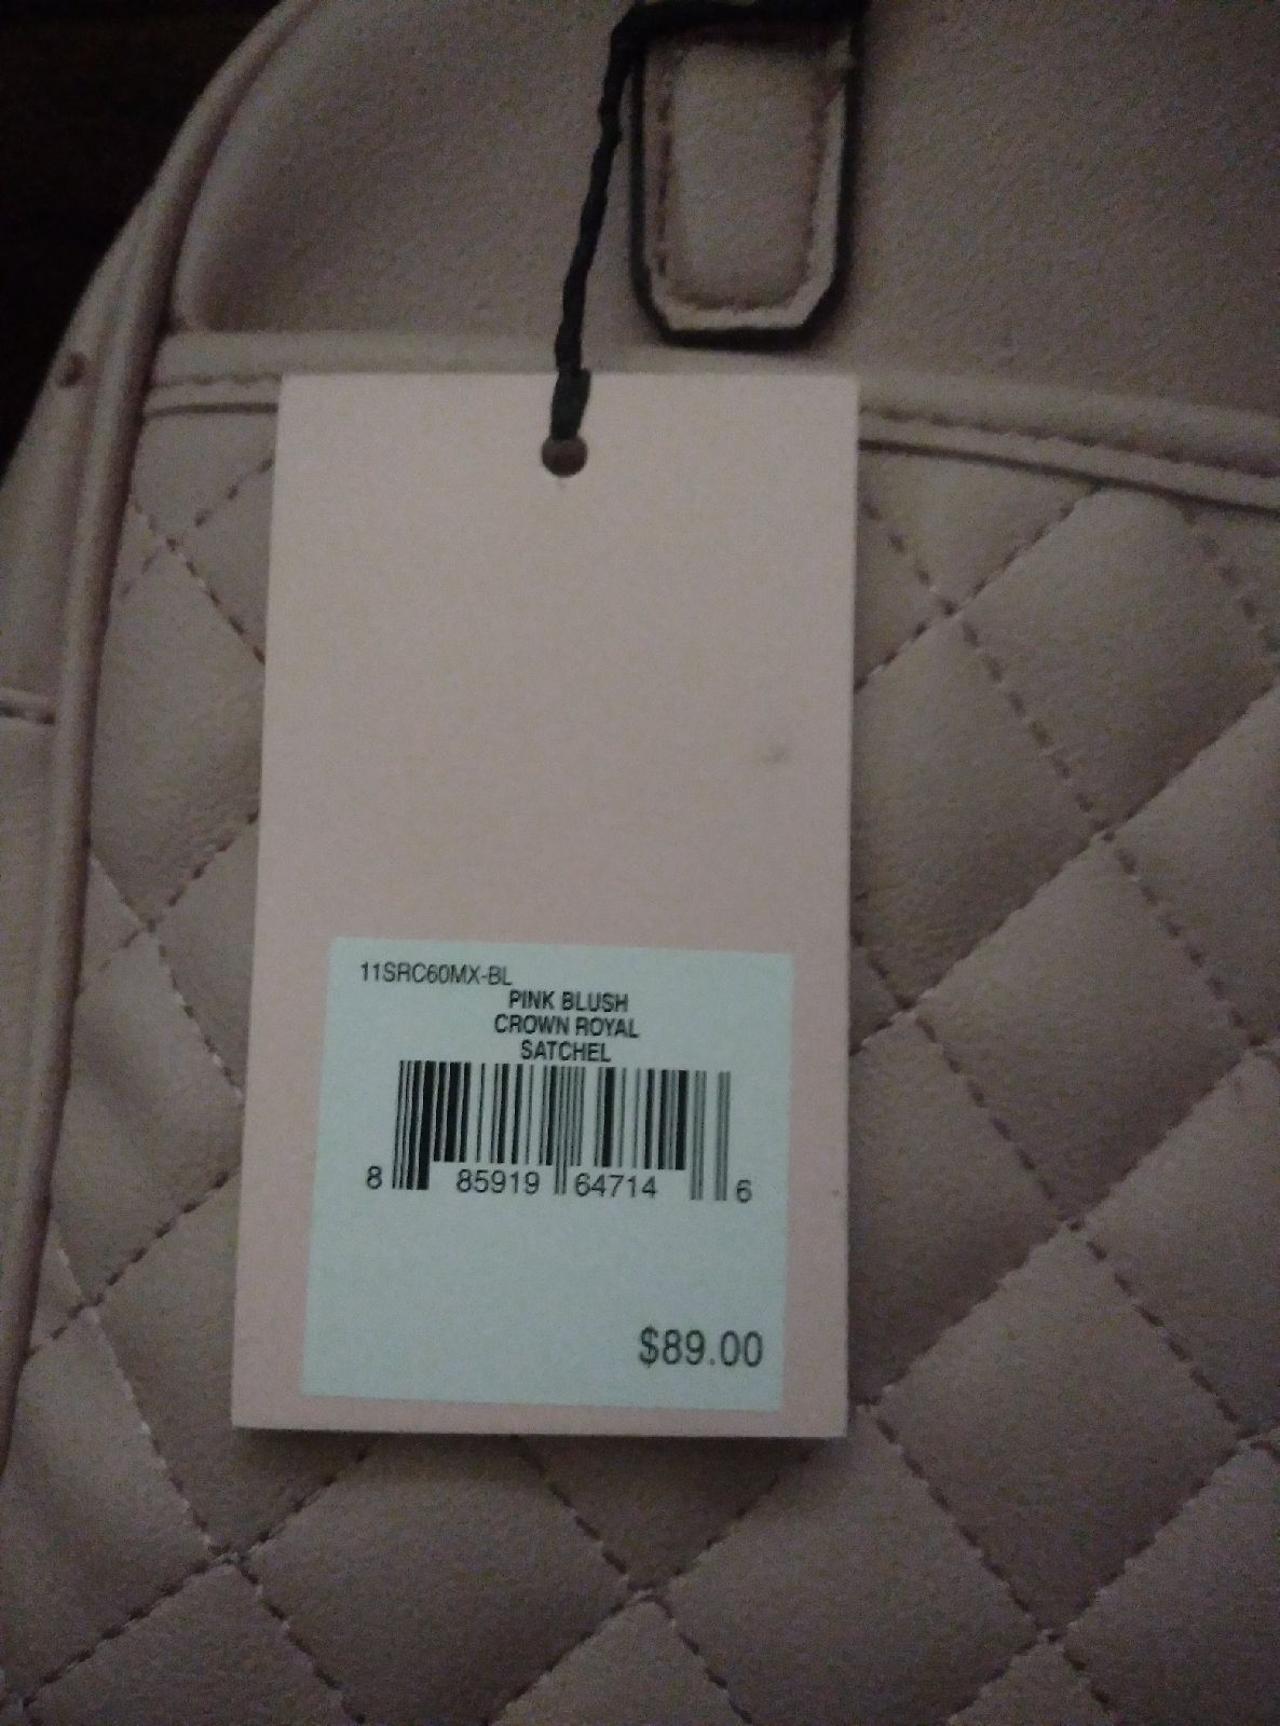 11SRC60MX-BL
PINK BLUSH
CROWN ROYAL
SATCHEL
8 85919 64714 6
$89.00